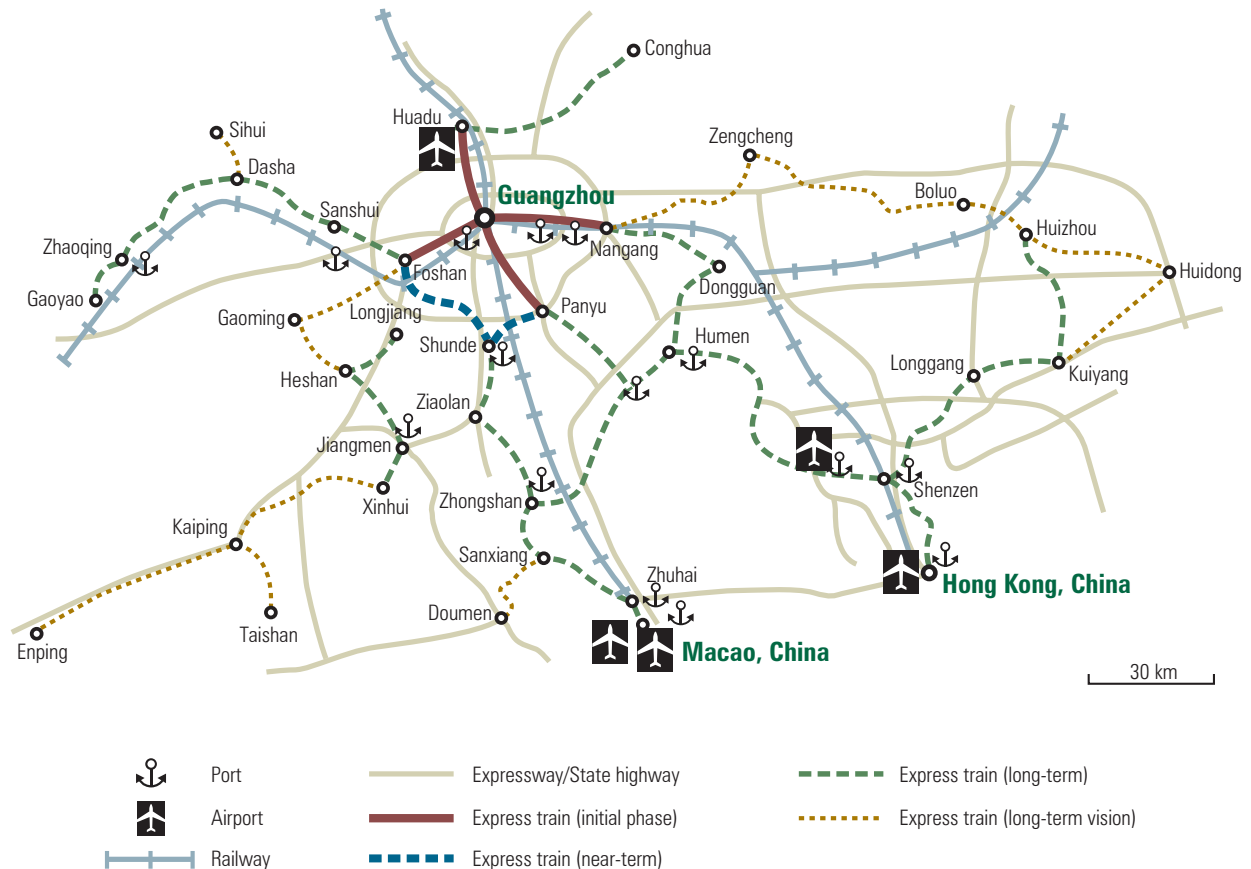 Conghua
Huadu
Sihui
Zengcheng
Dasha
Guangzhou
Boluo
Sanshui
Huizhou
Zhaoqing
Nangang
Foshan
Huidong
Dongguan
Gaoyao
Longjiang
Panyu
Gaoming
Shunde
Humen
Longgang
Kuiyang
Heshan
Ziaolan
Jiangmen
Shenzen
Xinhui
Zhongshan
Kaiping
Sanxiang
Zhuhai
Hong Kong, China
Doumen
Taishan
Enping
Macao, China
30 km
Port
Expressway/State highway
Express train (long-term)
Airport
Express train (initial phase)
Express train (long-term vision)
Railway
Express train (near-term)